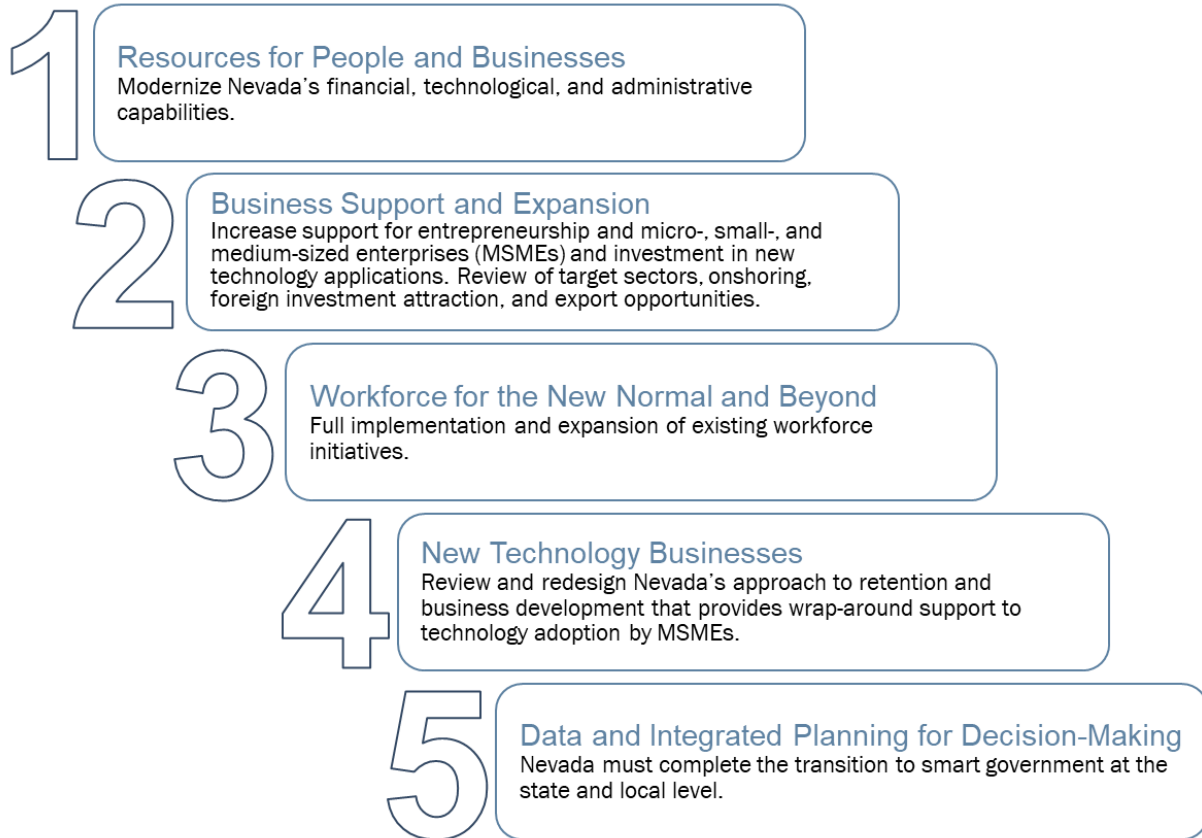 1
Resources for People and Businesses
Modernize Nevada's financial, technological, and administrative
capabilities.
2
Business Support and Expansion
Increase support for entrepreneurship and micro-, small-, and
medium-sized enterprises (MSMEs) and investment in new
technology applications. Review of target sectors, onshoring,
foreign investment attraction, and export opportunities.
3
Workforce for the New Normal and Beyond
Full implementation and expansion of existing workforce
initiatives.
4
New Technology Businesses
Review and redesign Nevada's approach to retention and
business development that provides wrap-around support to
technology adoption by MSMEs.
5
Data and Integrated Planning for Decision-Making
Nevada must complete the transition to smart government at the
state and local level.